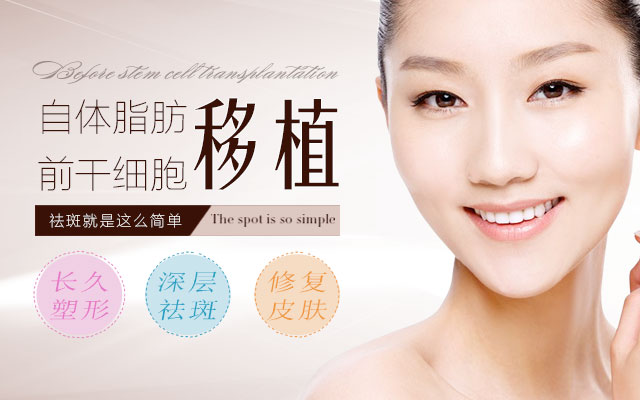 Before stem cell transplantation
自体脂肪
前干细胞
移植
祛斑就是这么简单
The spot is so simple
长久
塑形
深层
祛斑
修复
皮肤